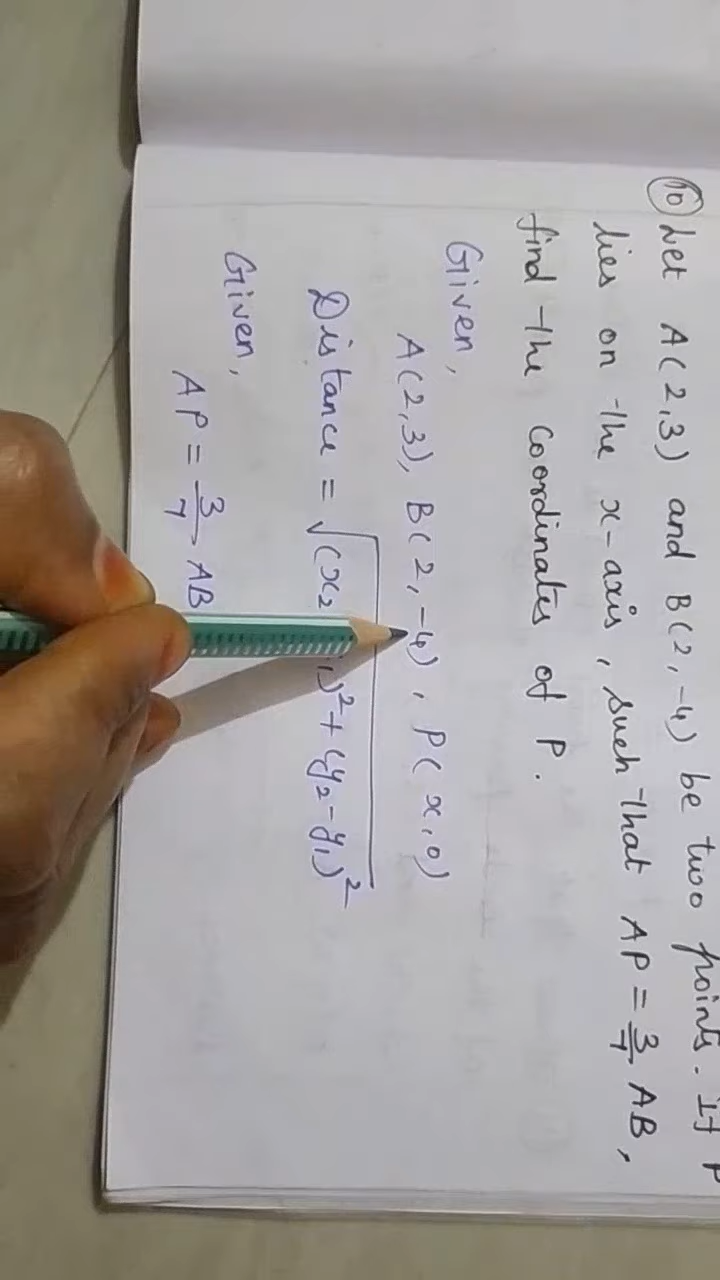 10 Let A(2,3) and B(2,-4) be two points. If P
lies on the x-axis, such that AP = 3/7 AB,
find the coordinates of P.
Given,
A(2,3), B(2,-4), P(x,0)
Distance = √(x₂ ₁)²+(y₂-y₁)²
Given,
AP = 3/7 AB